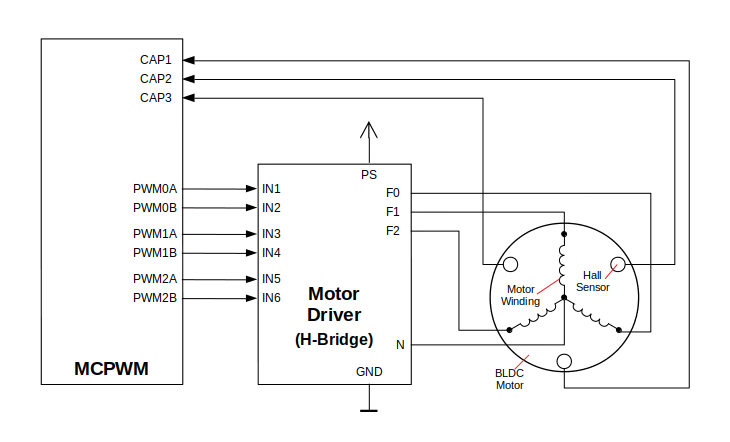 CAP1
CAP2
CAP3
PS
PWM0A
IN1
F0
PWM0B
IN2
F1
F2
PWM1A
IN3
PWM1B
IN4
PWM2A
IN5
PWM2B
IN6
Motor
Driver
(H-Bridge)
Hall
Sensor
Motor
Winding
N
MCPWM
GND
BLDC
Motor